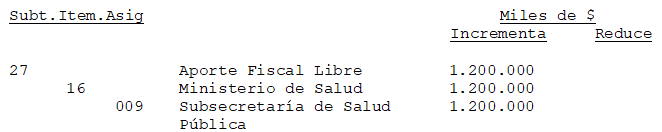 Subt.Item.Asig Miles de $
Incrementa Reduce
27 Aporte Fiscal Libre 1.200.000
16 Ministerio de Salud 1.200.000
009 Subsecretaría de Salud 1.200.000
Pública